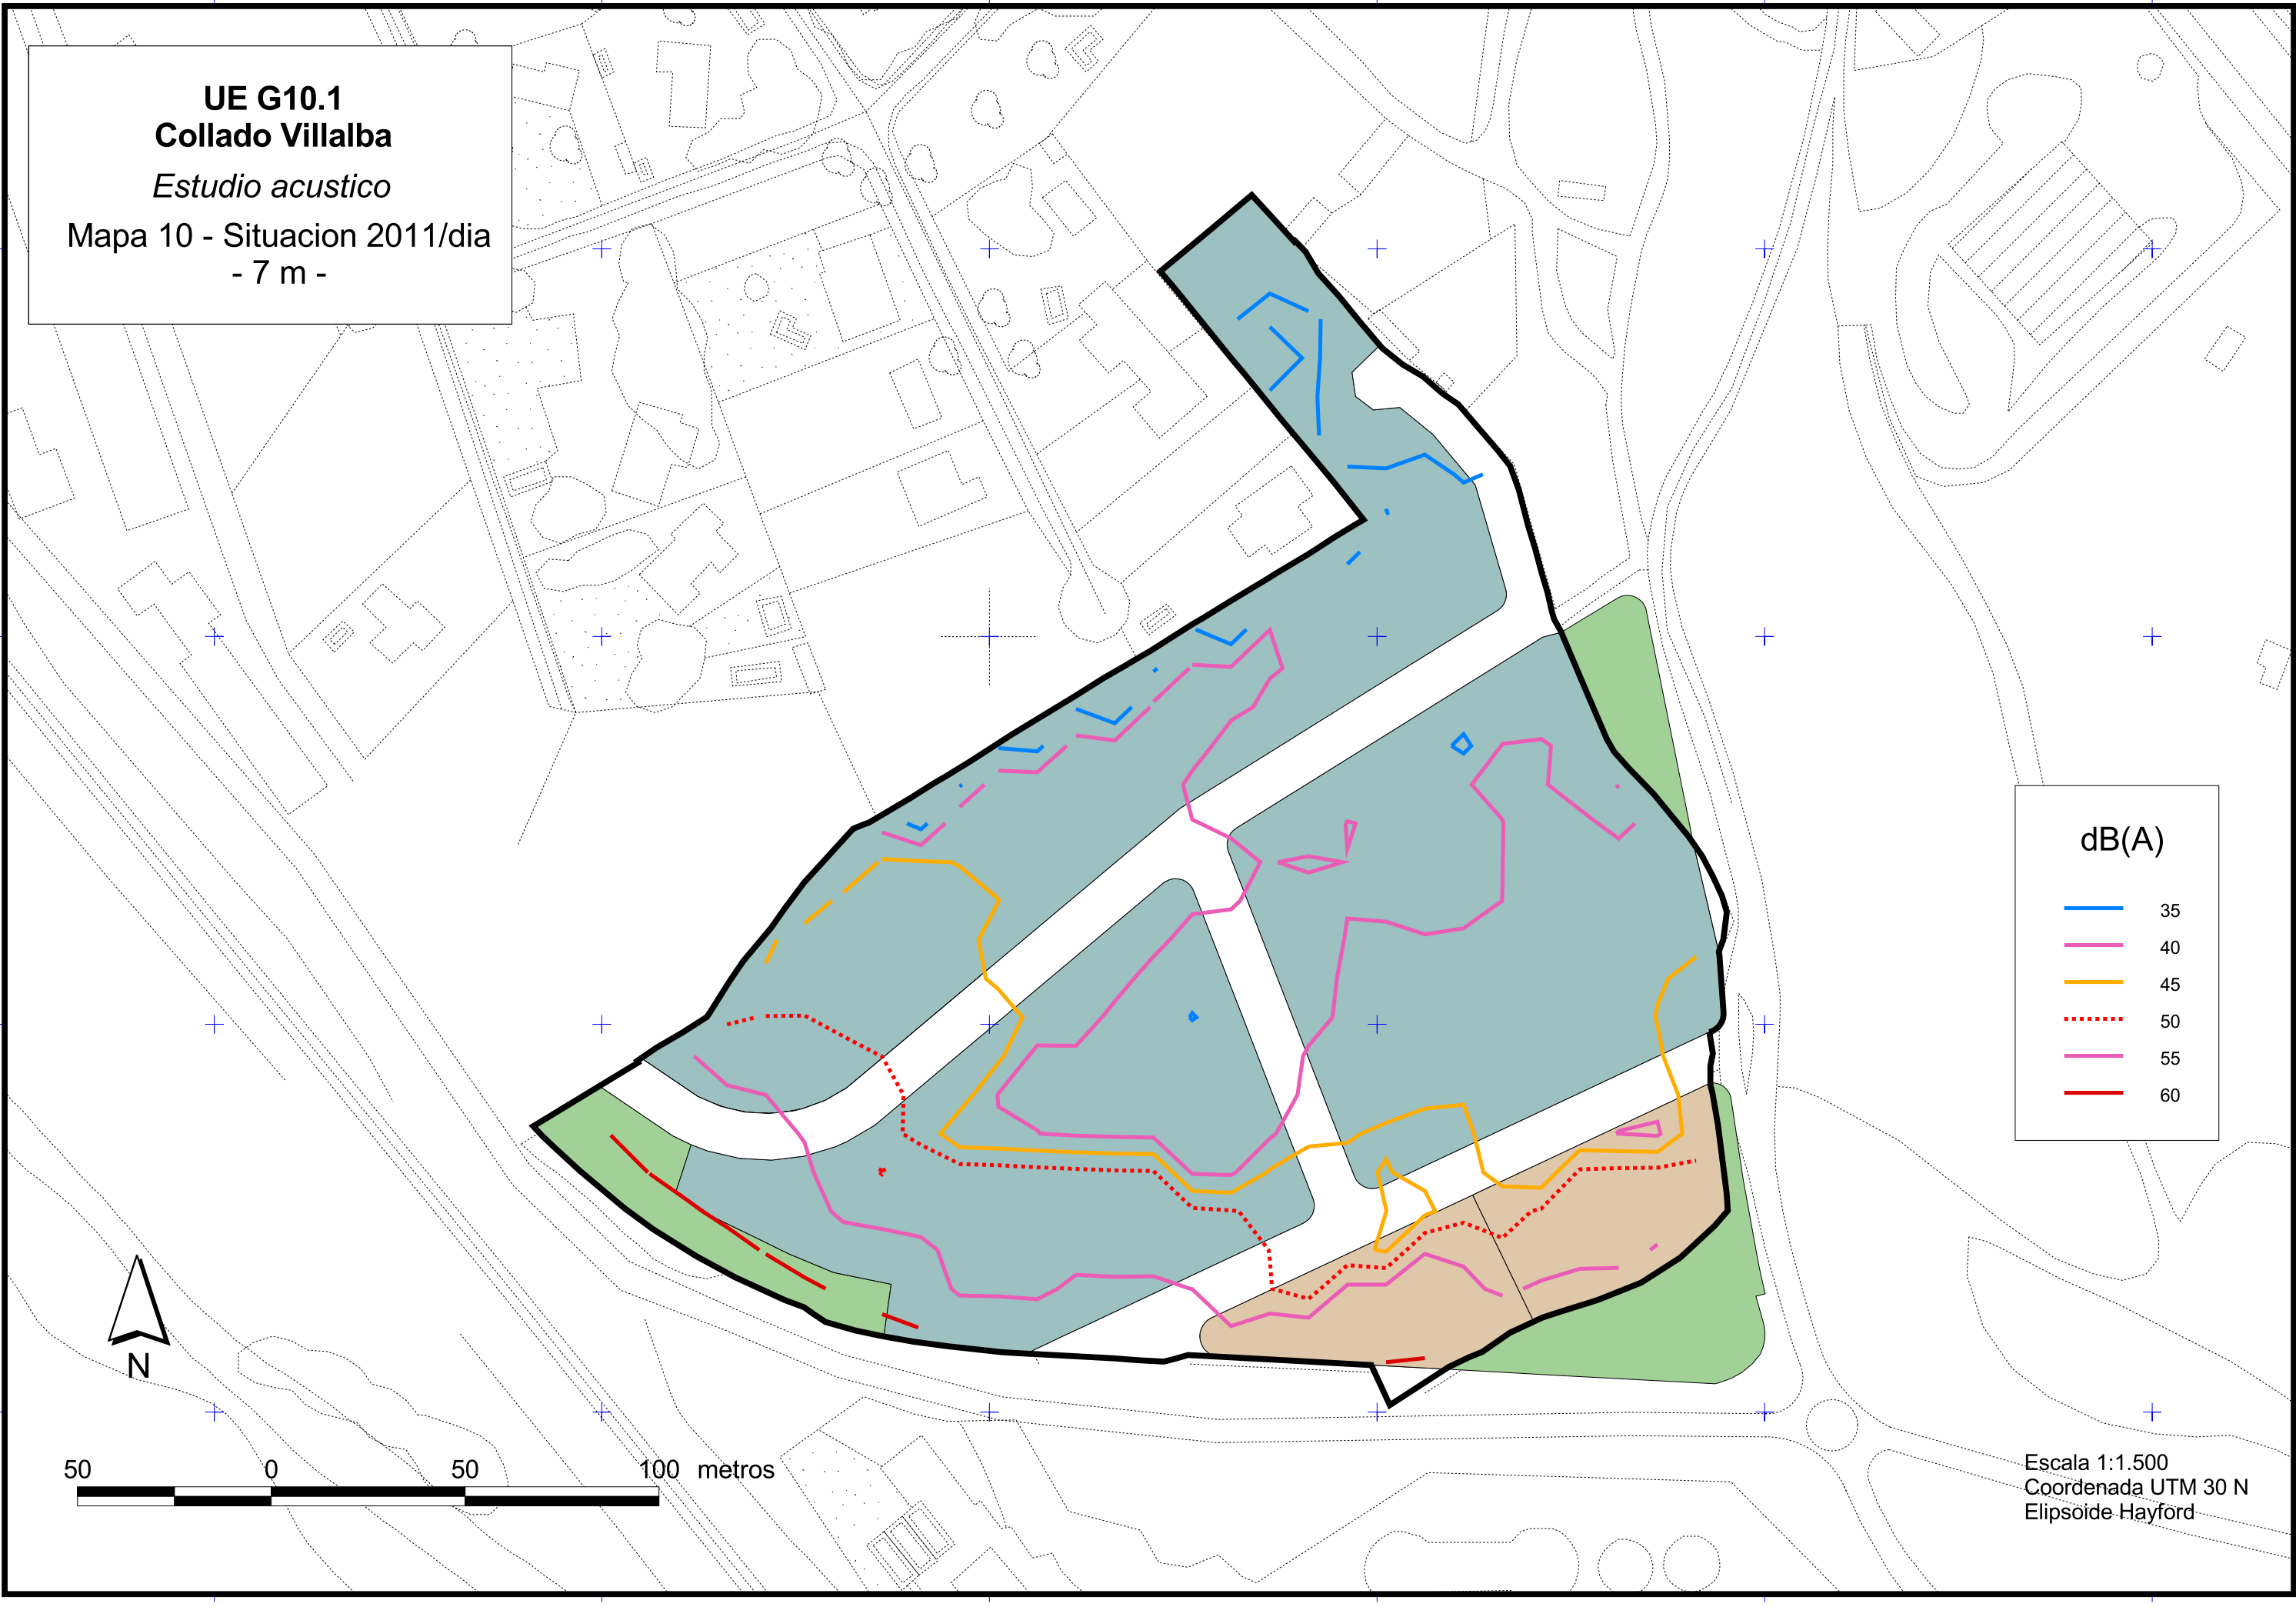 UE G10.1
Collado Villalba
Estudio acustico
Mapa 10 - Situacion 2011/dia
- 7 m -
dB(A)
35
40
45
50
55
60
N
50 0 50 100 metros
Escala 1:1.500
Coordenada UTM 30 N
Elipsoide Hayford